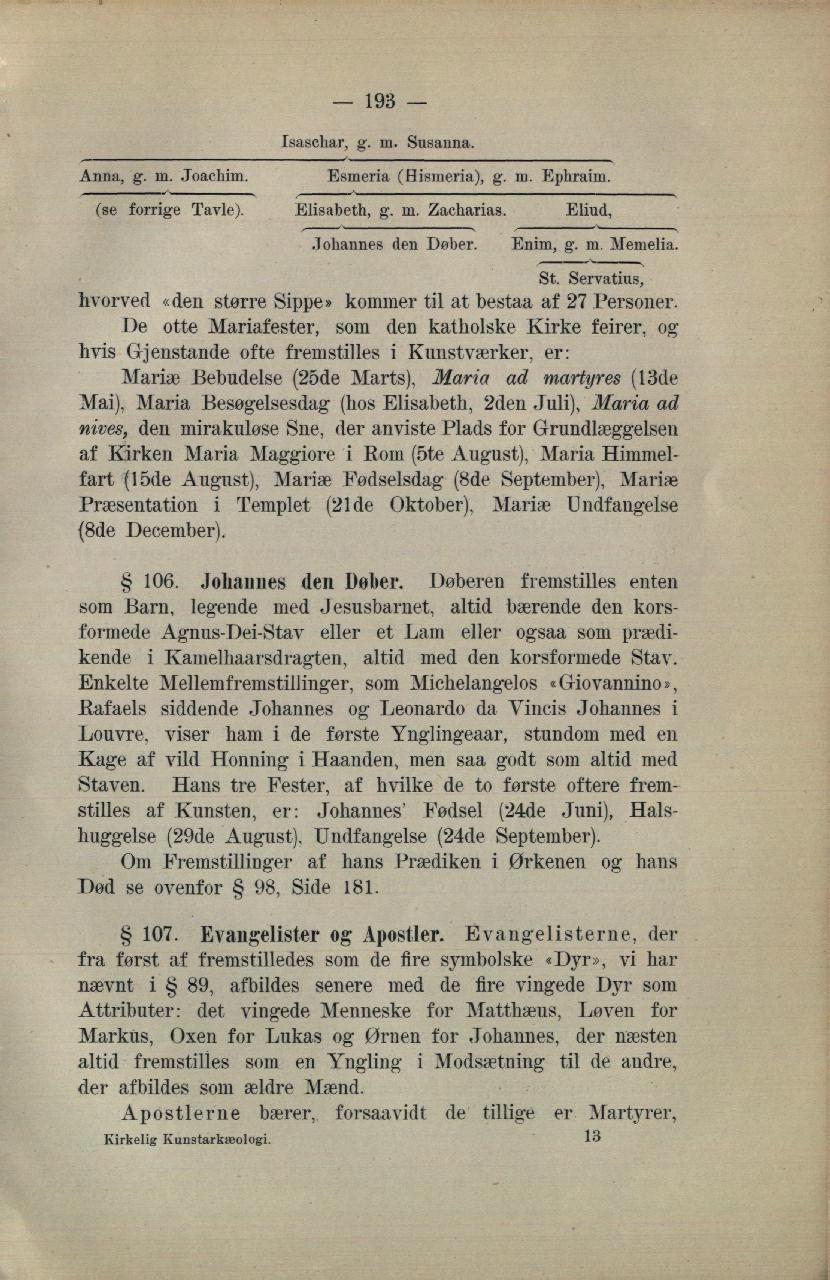 — 193 —
Isaschar, g. m. Susanna.
Anna, g. m. Joachim. Esmeria (Hismeria), g. m. Ephraim.
(se forrige Tavle). Elisabeth, g. m. Zacharias. Eliud,
Johannes den Døber. Enim, g. m. Memelia.
St. Servatius,
hvorved «den større Sippe» kommer til at bestaa af 27 Personer.
De otte Mariafester, som den katholske Kirke feirer, og
hvis Gjenstande ofte fremstilles i Kunstværker, er:
Mariæ Bebudelse (25de Marts), Maria ad martyres (13de
Mai), Maria Besøgelsesdag (hos Elisabeth, 2den Juli), Maria ad
nives, den mirakuløse Sne, der anviste Plads for Grundlæggelsen
af Kirken Maria Maggiore i Rom (5te August), Maria Himmel-
fart (15de August), Mariæ Fødselsdag (8de September), Mariæ
Præsentation i Templet (21de Oktober), Mariæ Undfangelse
(8de December).
§ 106. Johannes den Døber. Døberen fremstilles enten
som Barn, legende med Jesusbarnet, altid bærende den kors-
formede Agnus-Dei-Stav eller et Lam eller ogsaa som prædi-
kende i Kamelhaarsdragten, altid med den korsformede Stav.
Enkelte Mellemfremstillinger, som Michelangelos «Giovannino»,
Rafaels siddende Johannes og Leonardo da Vincis Johannes i
Louvre, viser ham i de første Ynglingeaar, stundom med en
Kage af vild Honning i Haanden, men saa godt som altid med
Staven. Hans tre Fester, af hvilke de to første oftere frem-
stilles af Kunsten, er: Johannes' Fødsel (24de Juni), Hals-
huggelse (29de August), Undfangelse (24de September).
Om Fremstillinger af hans Prædiken i Ørkenen og hans
Død se ovenfor § 98, Side 181.
§ 107. Evangelister og Apostler. Evangelisterne, der
fra først af fremstilledes som de fire symbolske «Dyr», vi har
nævnt i § 89, afbildes senere med de fire vingede Dyr som
Attributer: det vingede Menneske for Matthæus, Løven for
Markus, Oxen for Lukas og Ørnen for Johannes, der næsten
altid fremstilles som en Yngling i Modsætning til de andre,
der afbildes som ældre Mænd.
Apostlerne bærer, forsaavidt de tillige er Martyrer,
Kirkelig Kunstarkæologi. 13